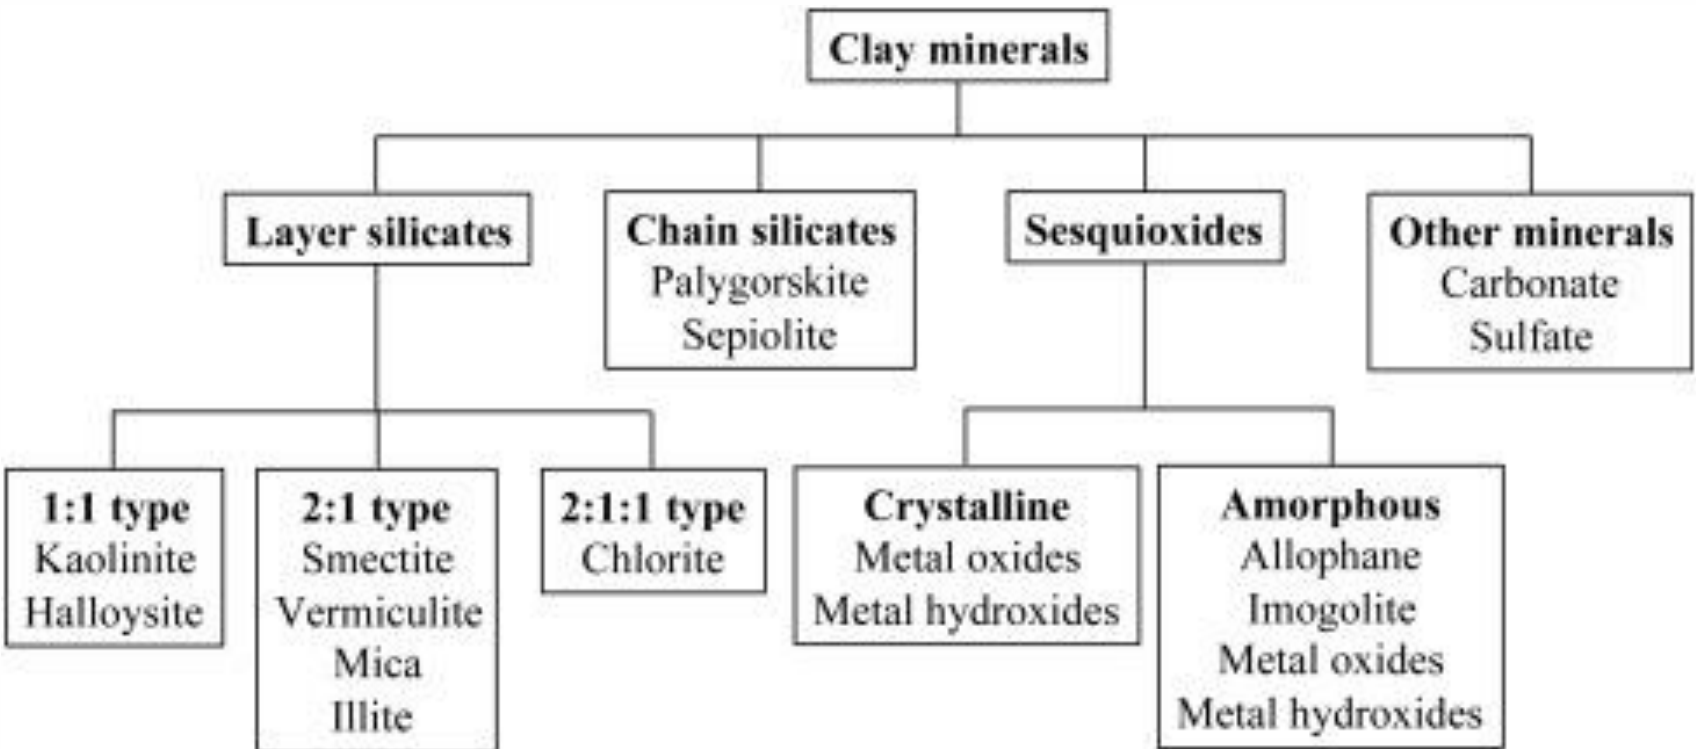 Clay minerals
Layer silicates
Chain silicates
Palygorskite
Sepiolite
Sesquioxides
Other minerals
Carbonate
Sulfate
1:1 type
Kaolinite
Halloysite
2:1 type
Smectite
Vermiculite
Mica
Illite
2:1:1 type
Chlorite
Crystalline
Metal oxides
Metal hydroxides
Amorphous
Allophane
Imogolite
Metal oxides
Metal hydroxides